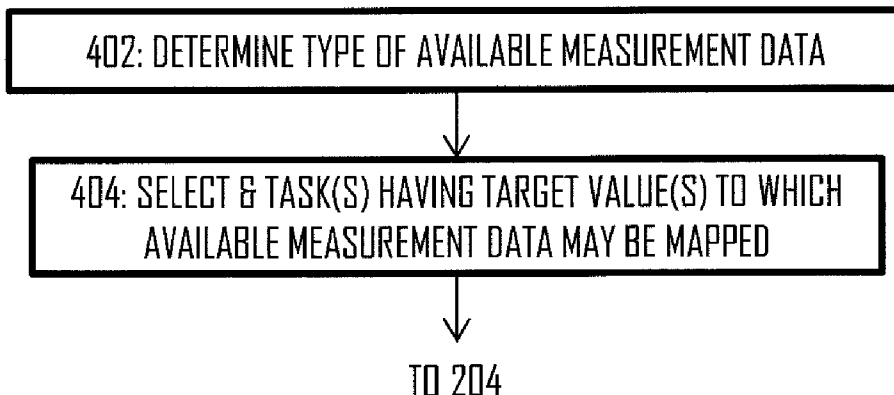 402: DETERMINE TYPE OF AVAILABLE MEASUREMENT DATA
404: SELECT & TASK(S) HAVING TARGET VALUE(S) TO WHICH
AVAILABLE MEASUREMENT DATA MAY BE MAPPED
TO 204